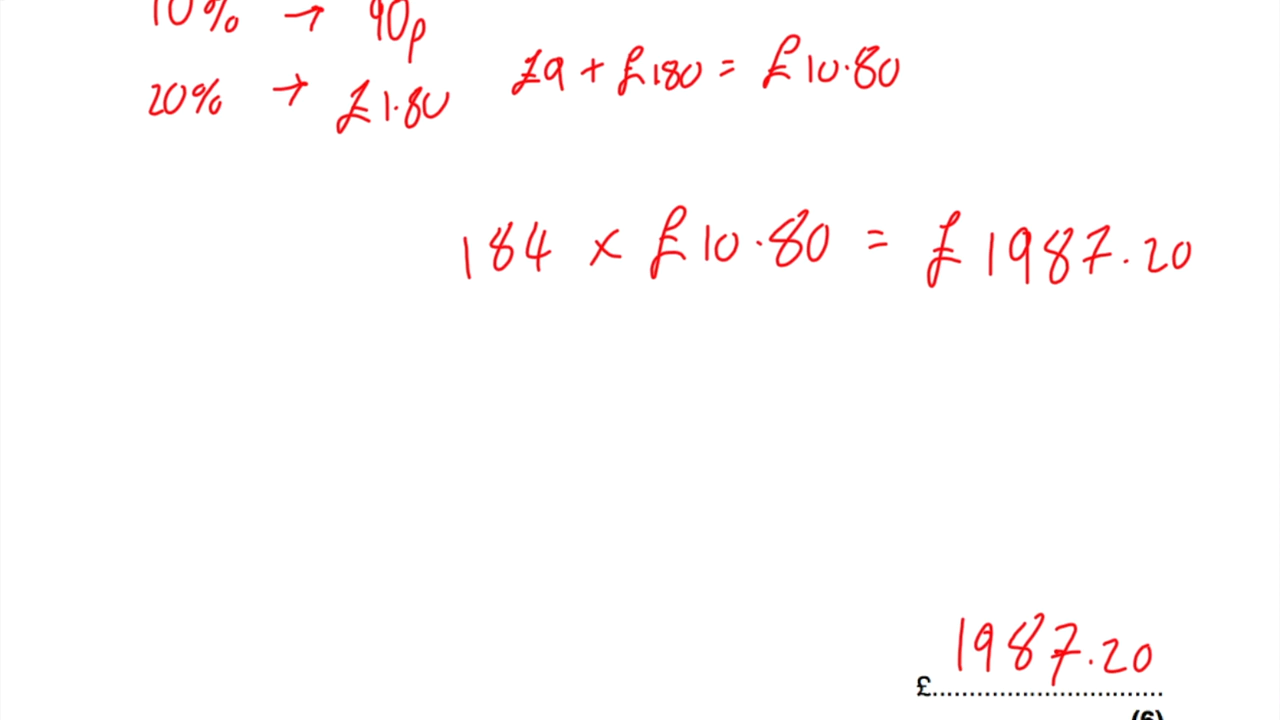 10% → 90p
£9 + £180 = £10.80
20% → £1.80
184 × £10.80 = £1987.20
1987.20
£...............................
(6)